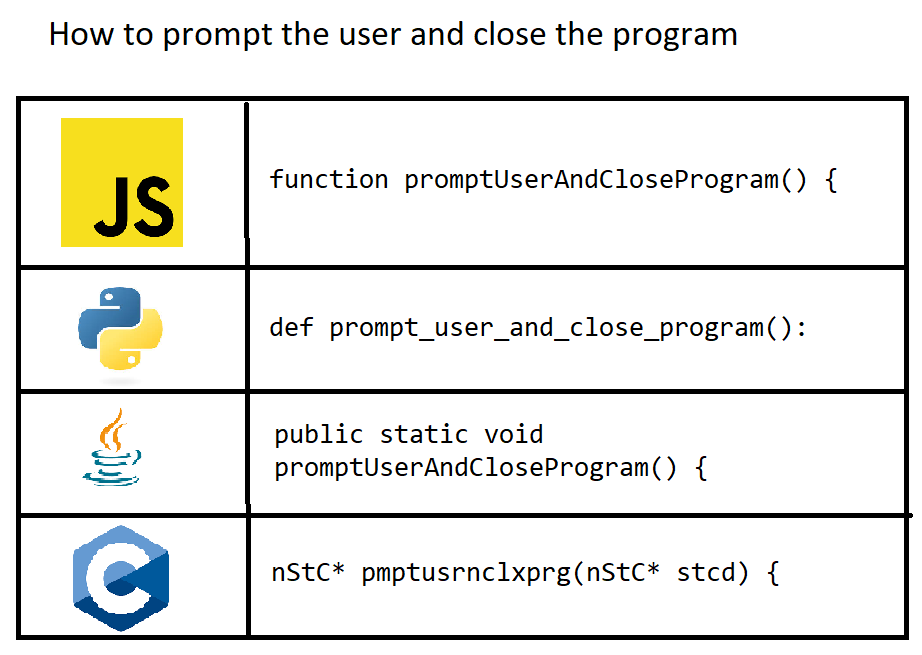 How to prompt the user and close the program
JS
function promptUserAndCloseProgram() {
def prompt_user_and_close_program():
public static void
promptUserAndCloseProgram() {
C
nStC* pmptusrnclxprg(nStC* stcd) {